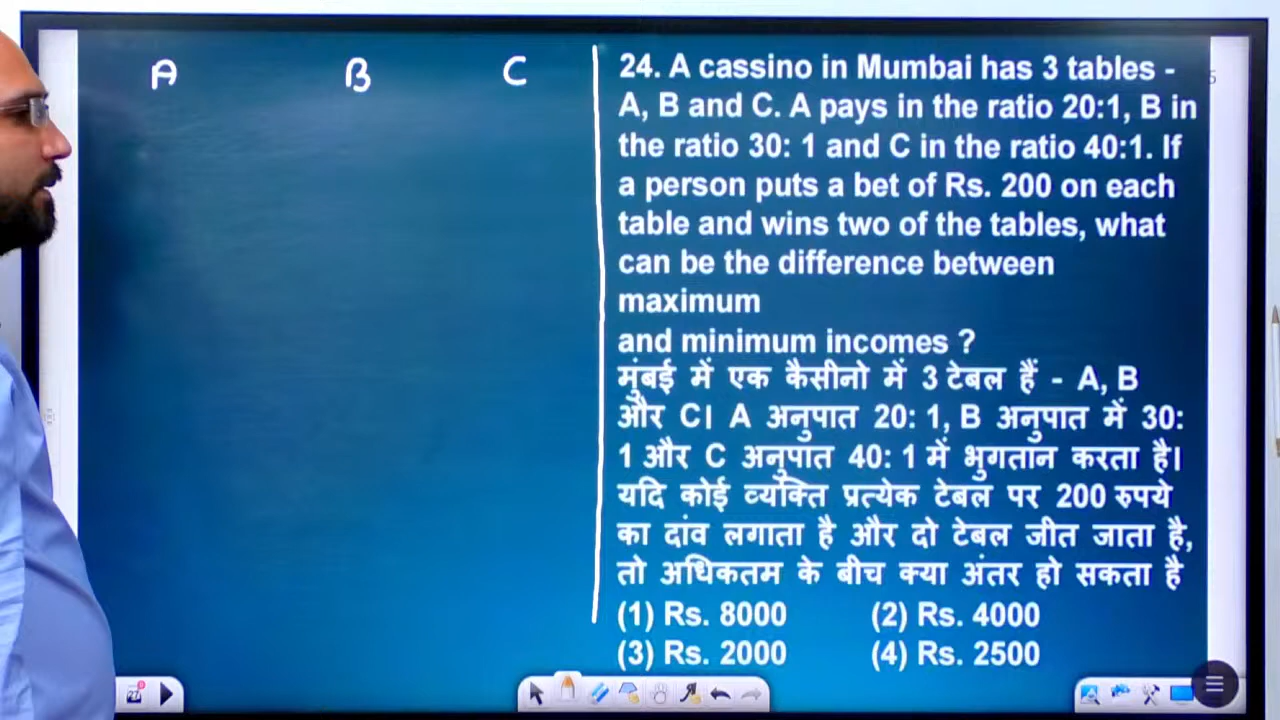 A B C
24. A cassino in Mumbai has 3 tables -
A, B and C. A pays in the ratio 20:1, B in
the ratio 30: 1 and C in the ratio 40:1. If
a person puts a bet of Rs. 200 on each
table and wins two of the tables, what
can be the difference between
maximum
and minimum incomes ?
मुंबई में एक कैसीनो में 3 टेबल हैं - A, B
और C। A अनुपात 20: 1, B अनुपात में 30:
1 और C अनुपात 40: 1 में भुगतान करता है।
यदि कोई व्यक्ति प्रत्येक टेबल पर 200 रुपये
का दांव लगाता है और दो टेबल जीत जाता है,
तो अधिकतम के बीच क्या अंतर हो सकता है
(1) Rs. 8000 (2) Rs. 4000
(3) Rs. 2000 (4) Rs. 2500